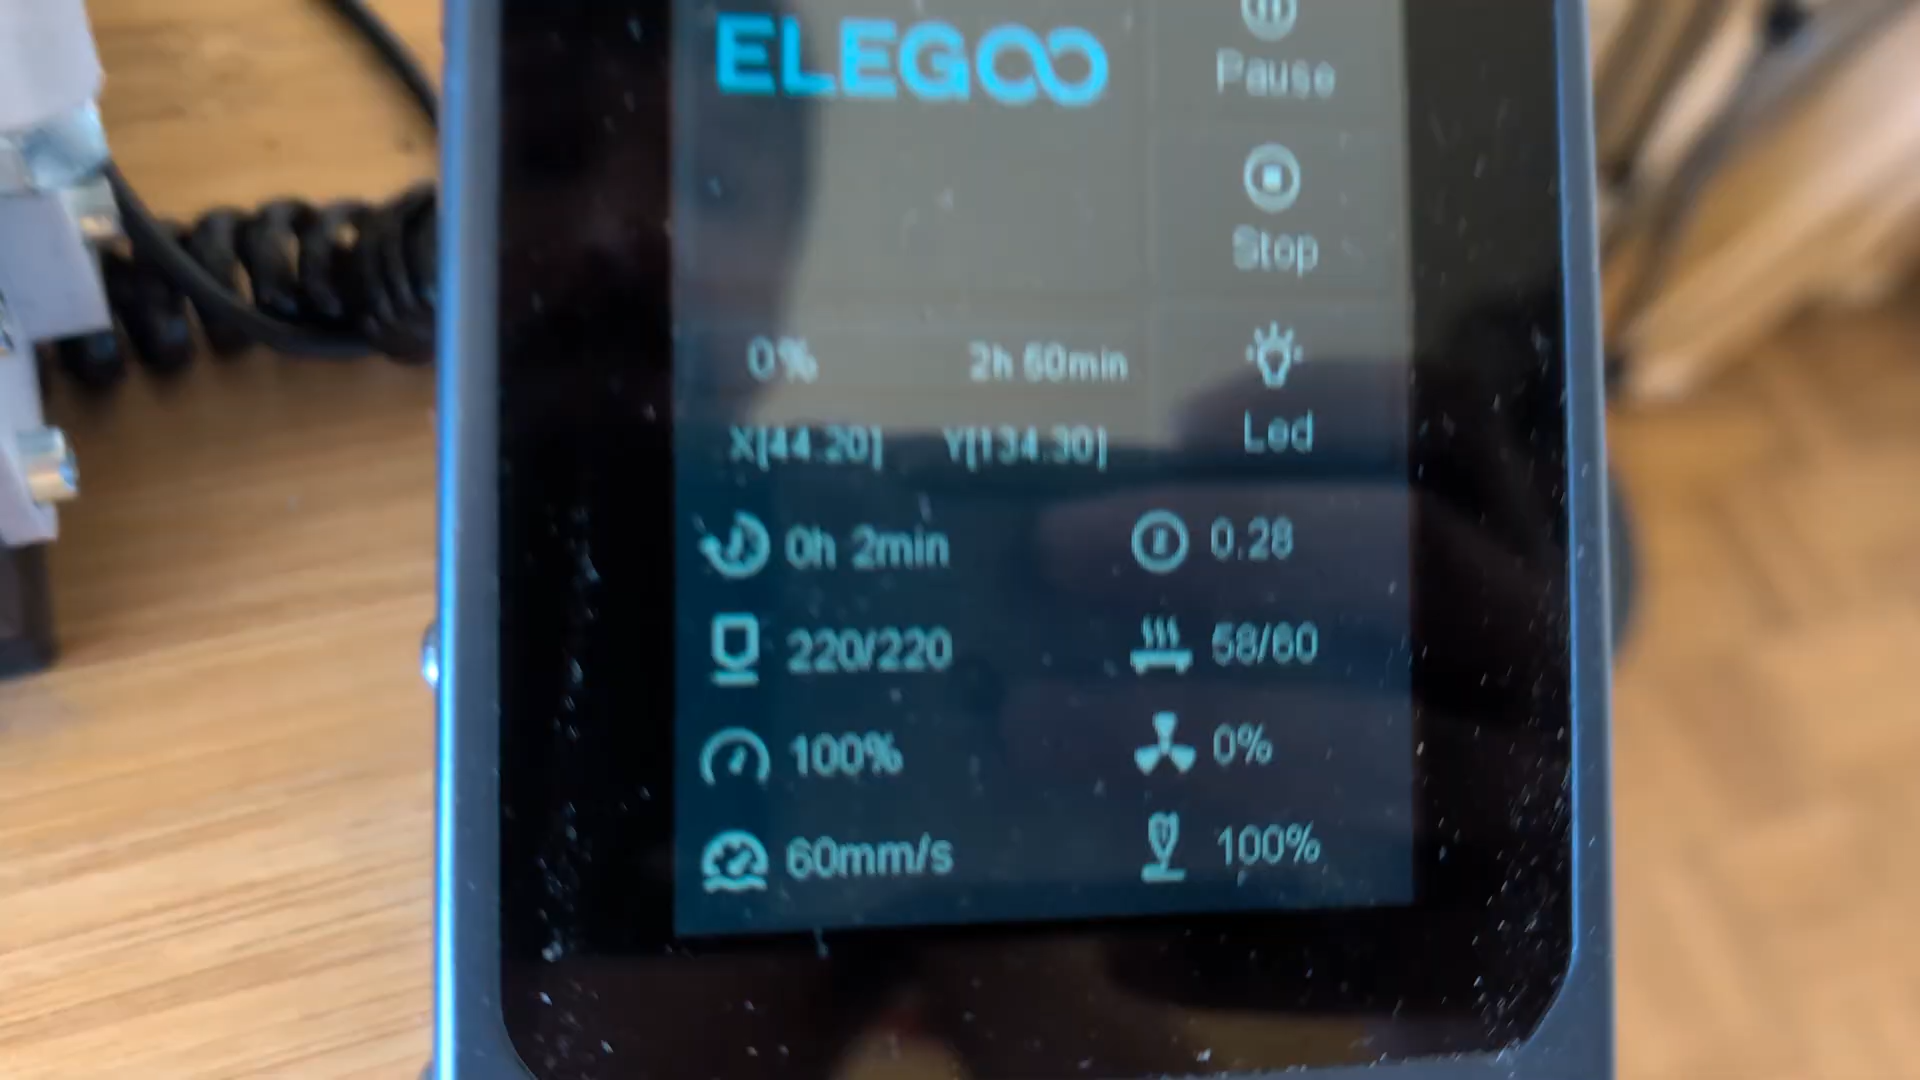 ELEGOO
Pause
Stop
0% 2h 50min
Led
X[44.20] Y[134.30]
0h 2min 0.28
220/220 58/60
100% 0%
60mm/s 100%